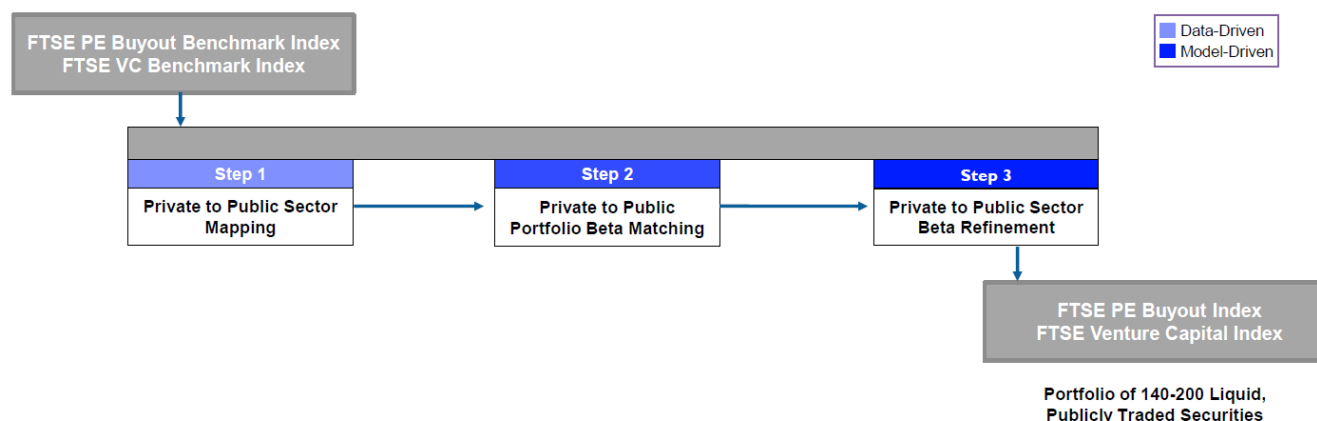 FTSE PE Buyout Benchmark Index
FTSE VC Benchmark Index
Data-Driven
Model-Driven
Step 1
Private to Public Sector
Mapping
Step 2
Private to Public
Portfolio Beta Matching
Step 3
Private to Public Sector
Beta Refinement
FTSE PE Buyout Index
FTSE Venture Capital Index
Portfolio of 140-200 Liquid,
Publicly Traded Securities